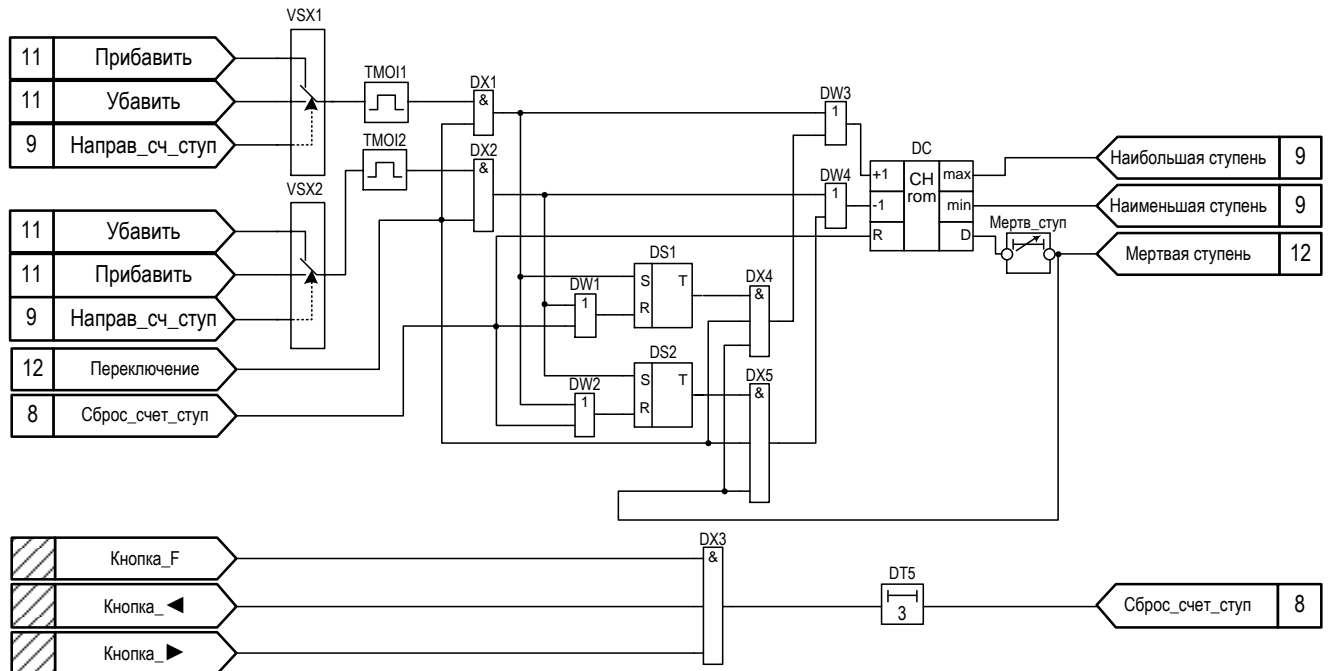 VSX1
11 Прибавить
11 Убавить
9 Направ_сч_ступ
TMOI1
TMOI2
DX1
&
DX2
&
VSX2
11 Убавить
11 Прибавить
9 Направ_сч_ступ
12 Переключение
8 Сброс_счет_ступ
DW1
1
DW2
1
DS1
S T
R
DS2
S T
R
DX4
&
DX5
&
DW3
1
DW4
1
DC
+1 CH max
-1 rom min
R D
Мертв_ступ
Наибольшая ступень 9
Наименьшая ступень 9
Мертвая ступень 12
Кнопка_F
Кнопка_◄
Кнопка_►
DX3
&
DT5
3
Сброс_счет_ступ 8